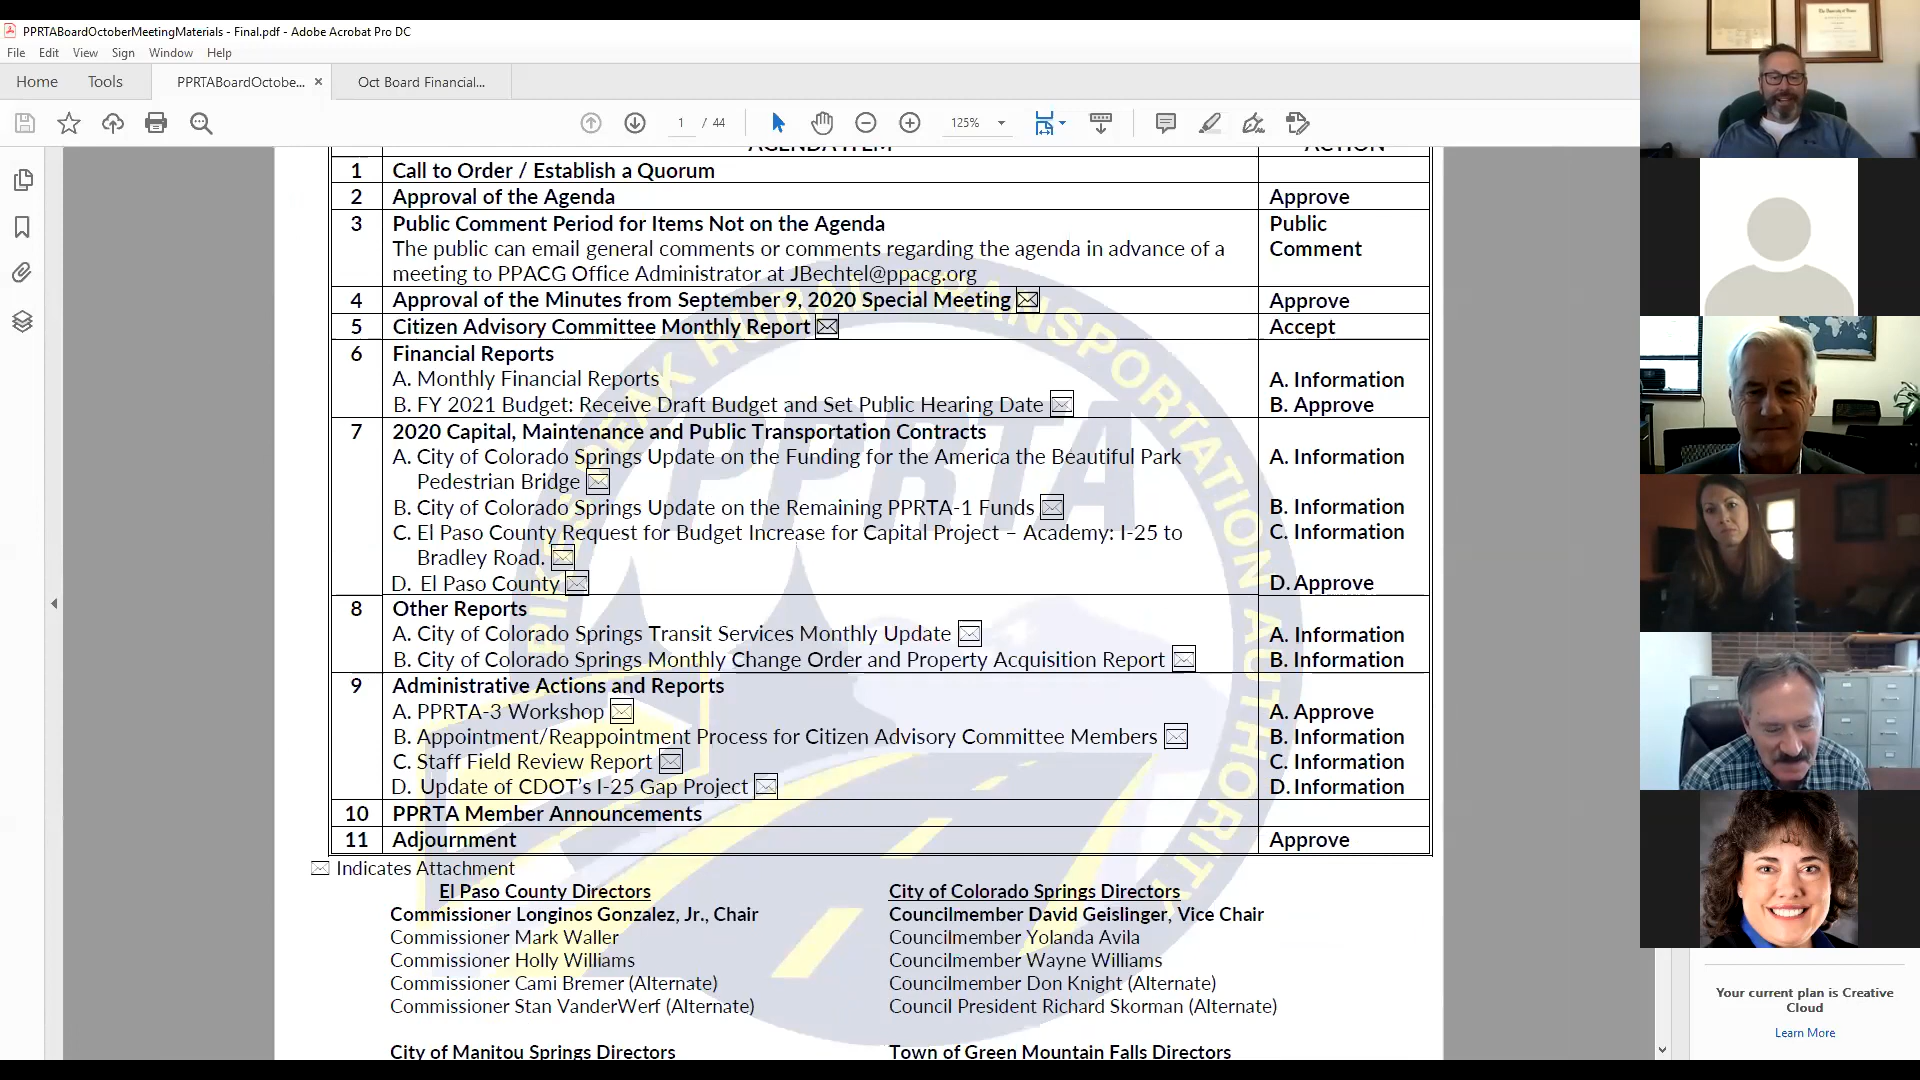 PPRTABoardOctoberMeetingMaterials - Final.pdf - Adobe Acrobat Pro DC
File Edit View Sign Window Help
Home Tools PPRTABoardOctobe... × Oct Board Financial...
1 / 44 125%
AGENDA ITEM ACTION
1 Call to Order / Establish a Quorum
2 Approval of the Agenda Approve
3 Public Comment Period for Items Not on the Agenda Public
The public can email general comments or comments regarding the agenda in advance of a Comment
meeting to PPACG Office Administrator at JBechtel@ppacg.org
4 Approval of the Minutes from September 9, 2020 Special Meeting Approve
5 Citizen Advisory Committee Monthly Report Accept
6 Financial Reports
A. Monthly Financial Reports A. Information
B. FY 2021 Budget: Receive Draft Budget and Set Public Hearing Date B. Approve
7 2020 Capital, Maintenance and Public Transportation Contracts
A. City of Colorado Springs Update on the Funding for the America the Beautiful Park A. Information
Pedestrian Bridge
B. City of Colorado Springs Update on the Remaining PPRTA-1 Funds B. Information
C. El Paso County Request for Budget Increase for Capital Project – Academy: I-25 to C. Information
Bradley Road.
D. El Paso County D. Approve
8 Other Reports
A. City of Colorado Springs Transit Services Monthly Update A. Information
B. City of Colorado Springs Monthly Change Order and Property Acquisition Report B. Information
9 Administrative Actions and Reports
A. PPRTA-3 Workshop A. Approve
B. Appointment/Reappointment Process for Citizen Advisory Committee Members B. Information
C. Staff Field Review Report C. Information
D. Update of CDOT's I-25 Gap Project D. Information
10 PPRTA Member Announcements
11 Adjournment Approve
Indicates Attachment
El Paso County Directors City of Colorado Springs Directors
Commissioner Longinos Gonzalez, Jr., Chair Councilmember David Geislinger, Vice Chair
Commissioner Mark Waller Councilmember Yolanda Avila
Commissioner Holly Williams Councilmember Wayne Williams
Commissioner Cami Bremer (Alternate) Councilmember Don Knight (Alternate)
Commissioner Stan VanderWerf (Alternate) Council President Richard Skorman (Alternate)
City of Manitou Springs Directors Town of Green Mountain Falls Directors
PIKES PEAK RURAL TRANSPORTATION AUTHORITY
PPRTA
Your current plan is Creative
Cloud
Learn More